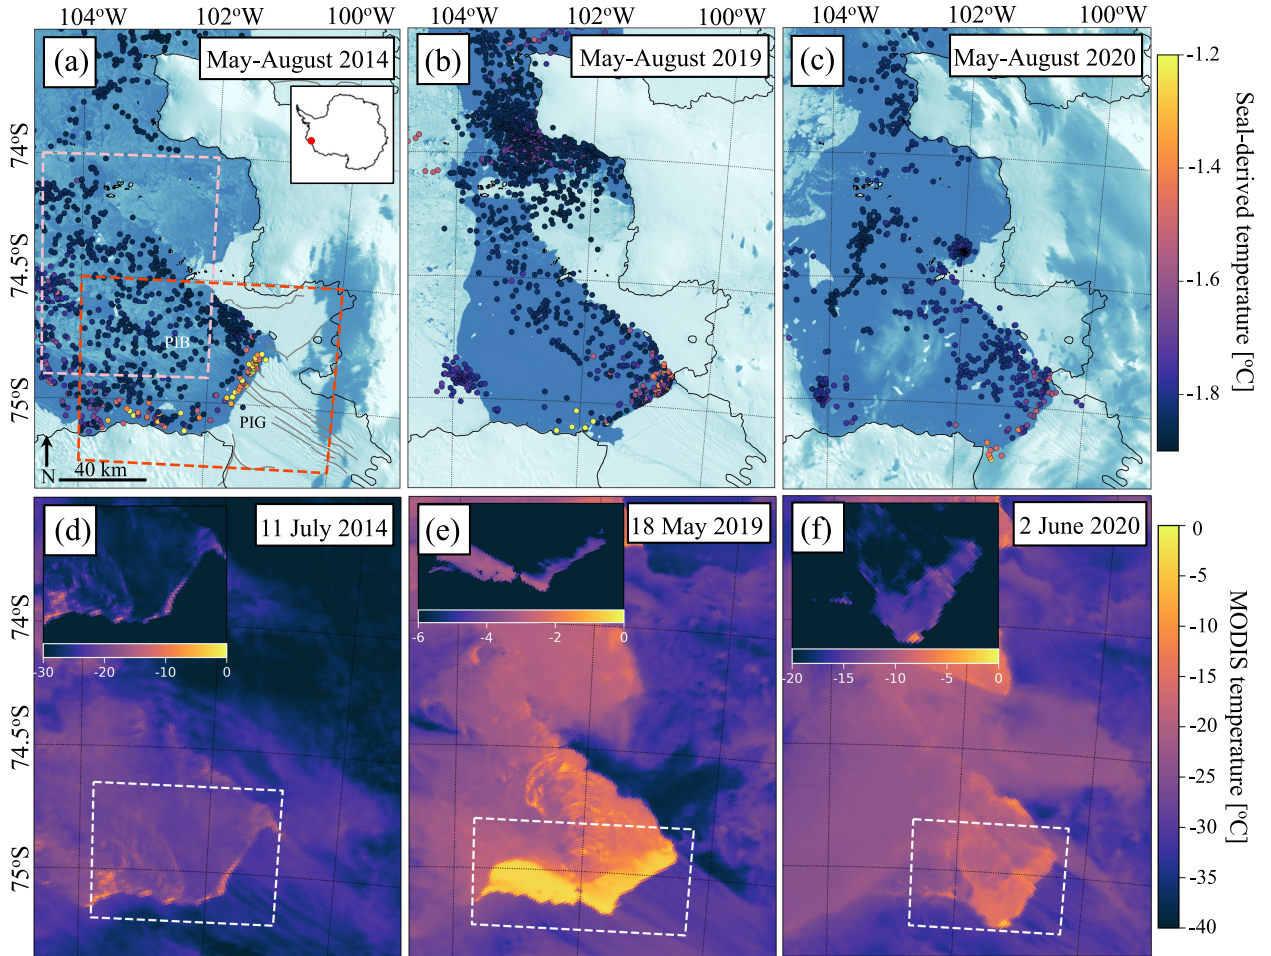 104°W 102°W 100°W 104°W 102°W 100°W 104°W 102°W 100°W
(a) May-August 2014
(b) May-August 2019
(c) May-August 2020
74°S
74.5°S
75°S
PIB
PIG
N
40 km
-1.2
-1.4
-1.6
-1.8
Seal-derived temperature [°C]
(d) 11 July 2014
-30 -20 -10 0
(e) 18 May 2019
-6 -4 -2 0
(f) 2 June 2020
-20 -15 -10 -5 0
74°S
74.5°S
75°S
0
-5
-10
-15
-20
-25
-30
-35
-40
MODIS temperature [°C]